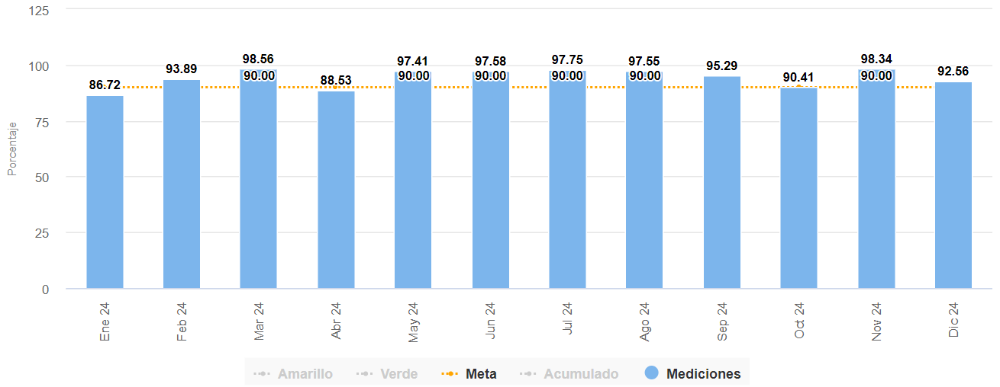 125
100
75
50
25
0
Porcentaje
86.72
93.89
98.56
90.00
88.53
97.41
90.00
97.58
90.00
97.75
90.00
97.55
90.00
95.29
90.41
98.34
90.00
92.56
Ene 24
Feb 24
Mar 24
Abr 24
May 24
Jun 24
Jul 24
Ago 24
Sep 24
Oct 24
Nov 24
Dic 24
Amarillo Verde Meta Acumulado Mediciones